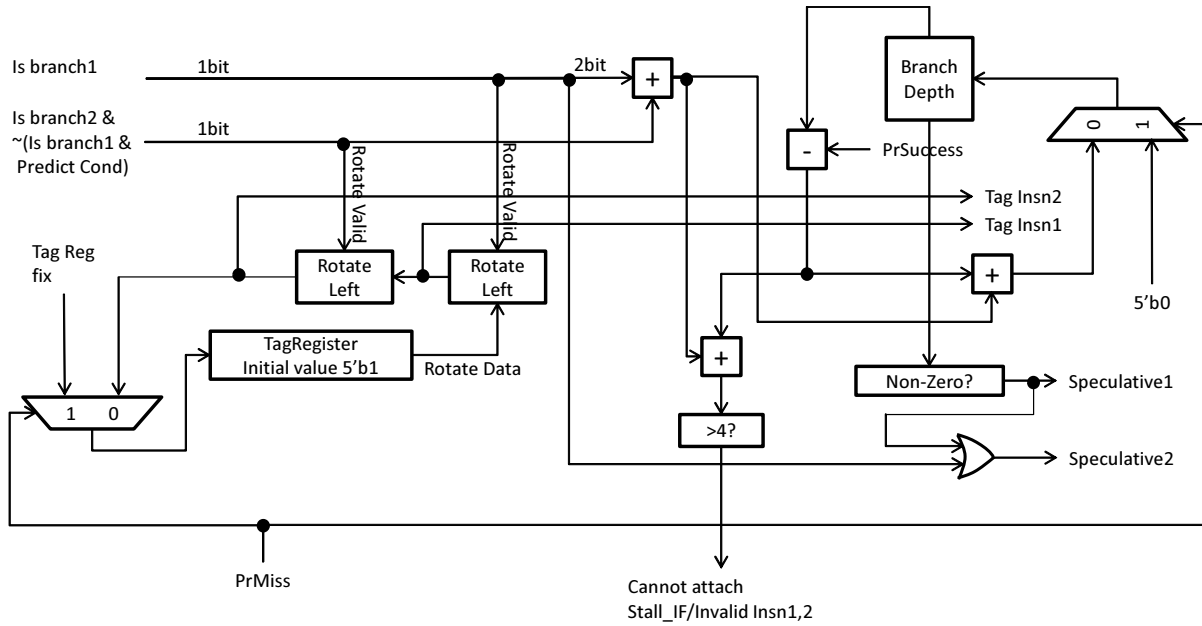 Is branch1
1bit
2bit
+
Branch
Depth
0
1
Is branch2 &
~(Is branch1 &
Predict Cond)
1bit
Rotate Valid
Rotate Valid
-
PrSuccess
Tag Insn2
Tag Insn1
Tag Reg
fix
Rotate
Left
Rotate
Left
+
5'b0
TagRegister
Initial value 5'b1
Rotate Data
+
Non-Zero?
Speculative1
1
0
>4?
Speculative2
PrMiss
Cannot attach
Stall_IF/Invalid Insn1,2